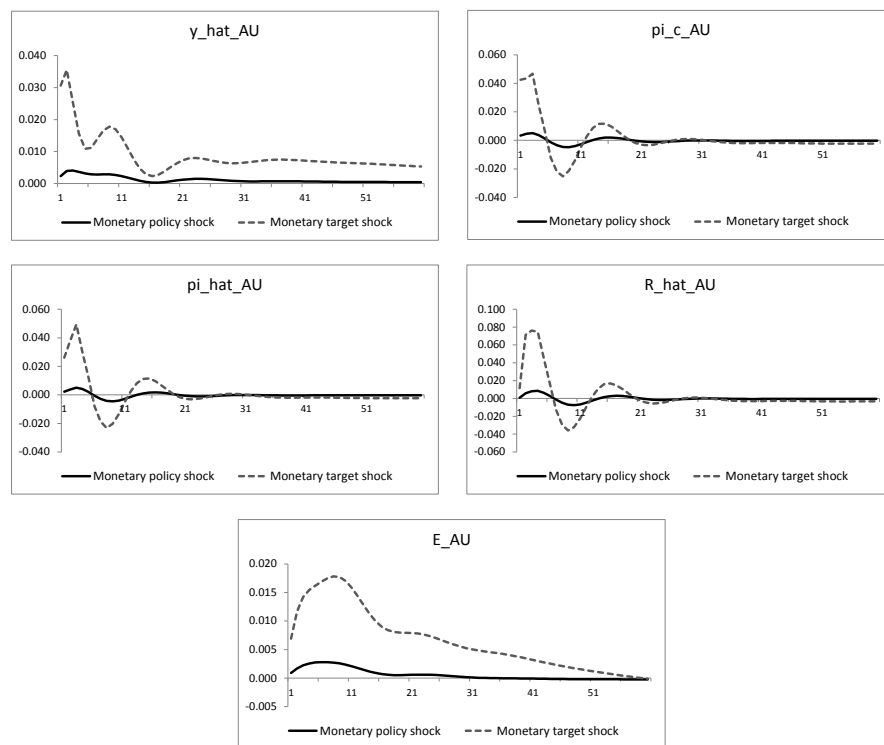 y_hat_AU
0.040
0.030
0.020
0.010
0.000
1 11 21 31 41 51
Monetary policy shock Monetary target shock
pi_c_AU
0.060
0.040
0.020
0.000
1 11 21 31 41 51
-0.020
-0.040
Monetary policy shock Monetary target shock
pi_hat_AU
0.060
0.040
0.020
0.000
1 11 21 31 41 51
-0.020
-0.040
Monetary policy shock Monetary target shock
R_hat_AU
0.100
0.080
0.060
0.040
0.020
0.000
1 11 21 31 41 51
-0.020
-0.040
-0.060
Monetary policy shock Monetary target shock
E_AU
0.020
0.015
0.010
0.005
0.000
1 11 21 31 41 51
-0.005
Monetary policy shock Monetary target shock